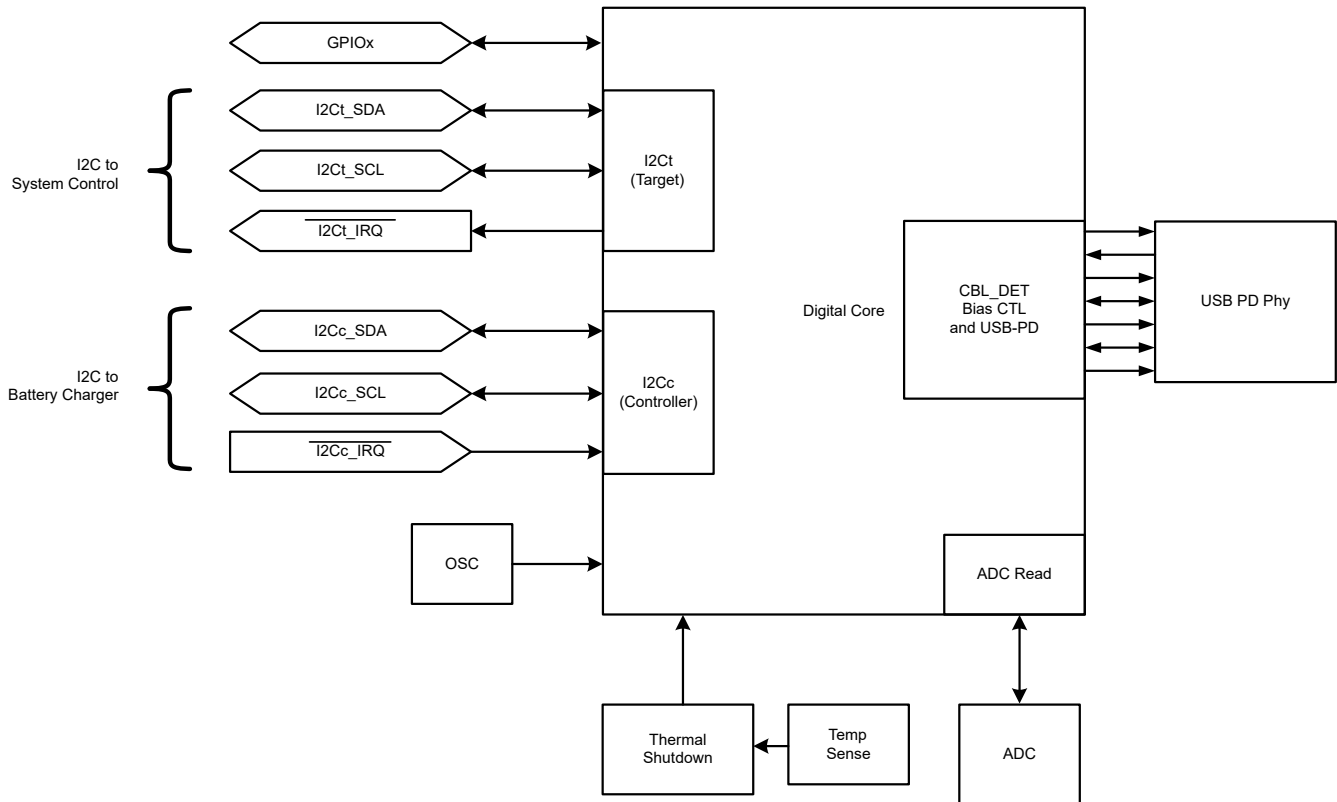 GPIOx
I2C to
System Control
I2Ct_SDA
I2Ct_SCL
I2Ct_IRQ
I2Ct
(Target)
I2C to
Battery Charger
I2Cc_SDA
I2Cc_SCL
I2Cc_IRQ
I2Cc
(Controller)
Digital Core
CBL_DET
Bias CTL
and USB-PD
USB PD Phy
OSC
ADC Read
Thermal
Shutdown
Temp
Sense
ADC